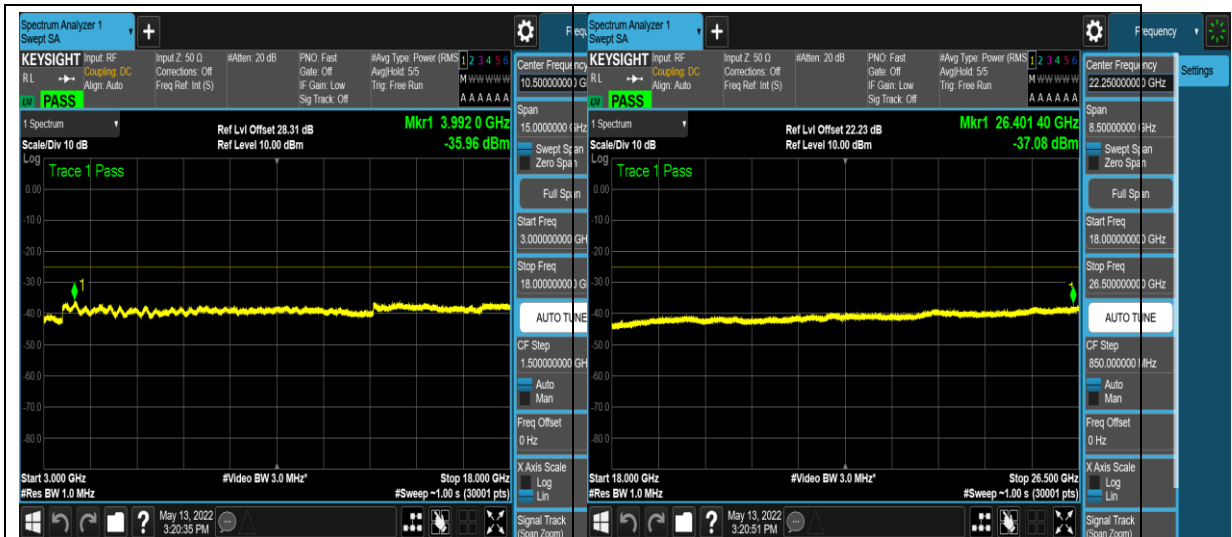 Spectrum Analyzer 1
Swept SA
+
KEYSIGHT
RL
PASS
Input: RF
Coupling: DC
Align: Auto
Input Z: 50 Ω
Corrections: Off
Freq Ref: Int (S)
#Atten: 20 dB
PNO: Fast
Gate: Off
IF Gain: Low
Sig Track: Off
#Avg Type: Power (RMS
Avg|Hold: 5/5
Trig: Free Run
1 2 3 4 5 6
M W W W W W
A A A A A A
1 Spectrum
Scale/Div 10 dB
Log
Ref Lvl Offset 28.31 dB
Ref Level 10.00 dBm
Mkr1 3.992 0 GHz
-35.96 dBm
Trace 1 Pass
0.00
-10.0
-20.0
-30.0
-40.0
-50.0
-60.0
-70.0
-80.0
1
Start 3.000 GHz
#Res BW 1.0 MHz
#Video BW 3.0 MHz*
Stop 18.000 GHz
#Sweep ~1.00 s (30001 pts)
?
May 13, 2022
3:20:35 PM
Frequ
Center Frequency
10.50000000 G
Span
15.0000000 GHz
Swept Span
Zero Span
Full Span
Start Freq
3.000000000 GH
Stop Freq
18.00000000 G
AUTO TUNE
CF Step
1.500000000 GH
Auto
Man
Freq Offset
0 Hz
X Axis Scale
Log
Lin
Signal Track
(Span Zoom)
Spectrum Analyzer 1
Swept SA
+
KEYSIGHT
RL
PASS
Input: RF
Coupling: DC
Align: Auto
Input Z: 50 Ω
Corrections: Off
Freq Ref: Int (S)
#Atten: 20 dB
PNO: Fast
Gate: Off
IF Gain: Low
Sig Track: Off
#Avg Type: Power (RMS
Avg|Hold: 5/5
Trig: Free Run
1 2 3 4 5 6
M W W W W W
A A A A A A
1 Spectrum
Scale/Div 10 dB
Log
Ref Lvl Offset 22.23 dB
Ref Level 10.00 dBm
Mkr1 26.401 40 GHz
-37.08 dBm
Trace 1 Pass
0.00
-10.0
-20.0
-30.0
-40.0
-50.0
-60.0
-70.0
-80.0
1
Start 18.000 GHz
#Res BW 1.0 MHz
#Video BW 3.0 MHz*
Stop 26.500 GHz
#Sweep ~1.00 s (30001 pts)
?
May 13, 2022
3:20:51 PM
Frequency
Center Frequency
22.250000000 GHz
Settings
Span
8.50000000 GHz
Swept Span
Zero Span
Full Span
Start Freq
18.000000000 GHz
Stop Freq
26.500000000 GHz
AUTO TUNE
CF Step
850.000000 MHz
Auto
Man
Freq Offset
0 Hz
X Axis Scale
Log
Lin
Signal Track
(Span Zoom)